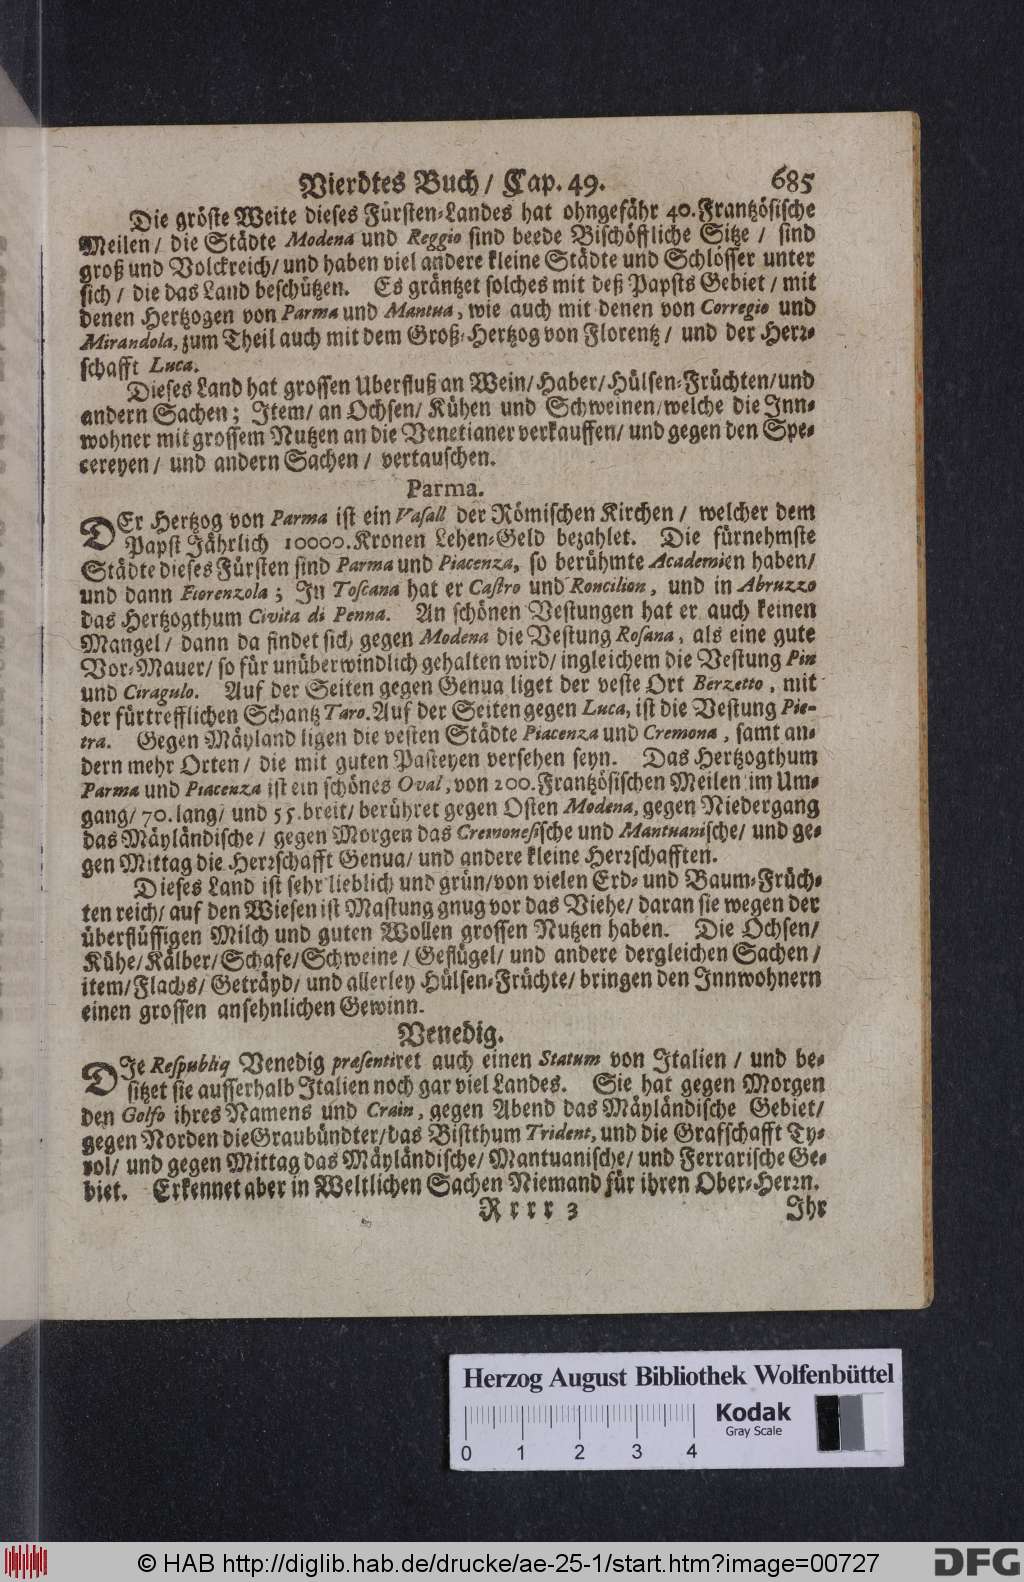 Vierdtes Buch / Cap. 49. 685
Die gröste Weite dieses Fürsten-Landes hat ohngefähr 40. Frantzösische
Meilen / die Städte Modena und Reggio sind beede Bischöffliche Sitze / sind
groß und Volckreich / und haben viel andere kleine Städte und Schlösser unter
sich / die das Land beschützen. Es gräntzet solches mit deß Papsts Gebiet / mit
denen Hertzogen von Parma und Mantua, wie auch mit denen von Corregio und
Mirandola, zum Theil auch mit dem Groß-Hertzog von Florentz / und der Herr-
schafft Luca.
Dieses Land hat grossen Uberfluß an Wein / Haber / Hülsen-Früchten / und
andern Sachen; Item / an Ochsen / Kühen und Schweinen / welche die Inn-
wohner mit grossem Nutzen an die Venetianer verkauffen / und gegen den Spe-
cereyen / und andern Sachen / vertauschen.
Parma.
DEr Hertzog von Parma ist ein Vasall der Römischen Kirchen / welcher dem
Papst Jährlich 10000. Kronen Lehen-Geld bezahlet. Die fürnehmste
Städte dieses Fürsten sind Parma und Piacenza, so berühmte Academien haben /
und dann Fiorenzola; In Toscana hat er Castro und Roncilion, und in Abruzzo
das Hertzogthum Civita di Penna. An schönen Vestungen hat er auch keinen
Mangel / dann da findet sich gegen Modena die Vestung Rosana, als eine gute
Vor-Mauer / so für unüberwindlich gehalten wird / ingleichem die Vestung Pin
und Ciragulo. Auf der Seiten gegen Genua liget der veste Ort Berzetto, mit
der fürtrefflichen Schantz Taro. Auf der Seiten gegen Luca, ist die Vestung Pie-
tra. Gegen Mäyland ligen die vesten Städte Piacenza und Cremona, samt an-
dern mehr Orten / die mit guten Pasteyen versehen seyn. Das Hertzogthum
Parma und Piacenza ist ein schönes Oval, von 200. Frantzösischen Meilen im Um-
gang / 70. lang / und 55. breit / berühret gegen Osten Modena, gegen Niedergang
das Mäyländische / gegen Morgen das Cremonesische und Mantuanische / und ge-
gen Mittag die Herrschafft Genua / und andere kleine Herrschafften.
Dieses Land ist sehr lieblich und grün / von vielen Erd- und Baum-Früch-
ten reich / auf den Wiesen ist Mastung gnug vor das Viehe / daran sie wegen der
überflüssigen Milch und guten Wollen grossen Nutzen haben. Die Ochsen /
Kühe / Kälber / Schafe / Schweine / Geflügel / und andere dergleichen Sachen /
item / Flachs / Geträyd / und allerley Hülsen-Früchte / bringen den Innwohnern
einen grossen ansehnlichen Gewinn.
Venedig.
DIe Respubliq Venedig præsentiret auch einen Statum von Italien / und be-
sitzet sie ausserhalb Italien noch gar viel Landes. Sie hat gegen Morgen
den Golfo ihres Namens und Crain, gegen Abend das Mäyländische Gebiet /
gegen Norden die Graubündter / das Bistthum Trident, und die Grafschafft Ty-
rol / und gegen Mittag das Mäyländische / Mantuanische / und Ferrarische Ge-
biet. Erkennet aber in Weltlichen Sachen Niemand für ihren Ober-Herrn.
Rrrr 3 Ihr
Herzog August Bibliothek Wolfenbüttel
Kodak
Gray Scale
0 1 2 3 4
© HAB http://diglib.hab.de/drucke/ae-25-1/start.htm?image=00727
DFG